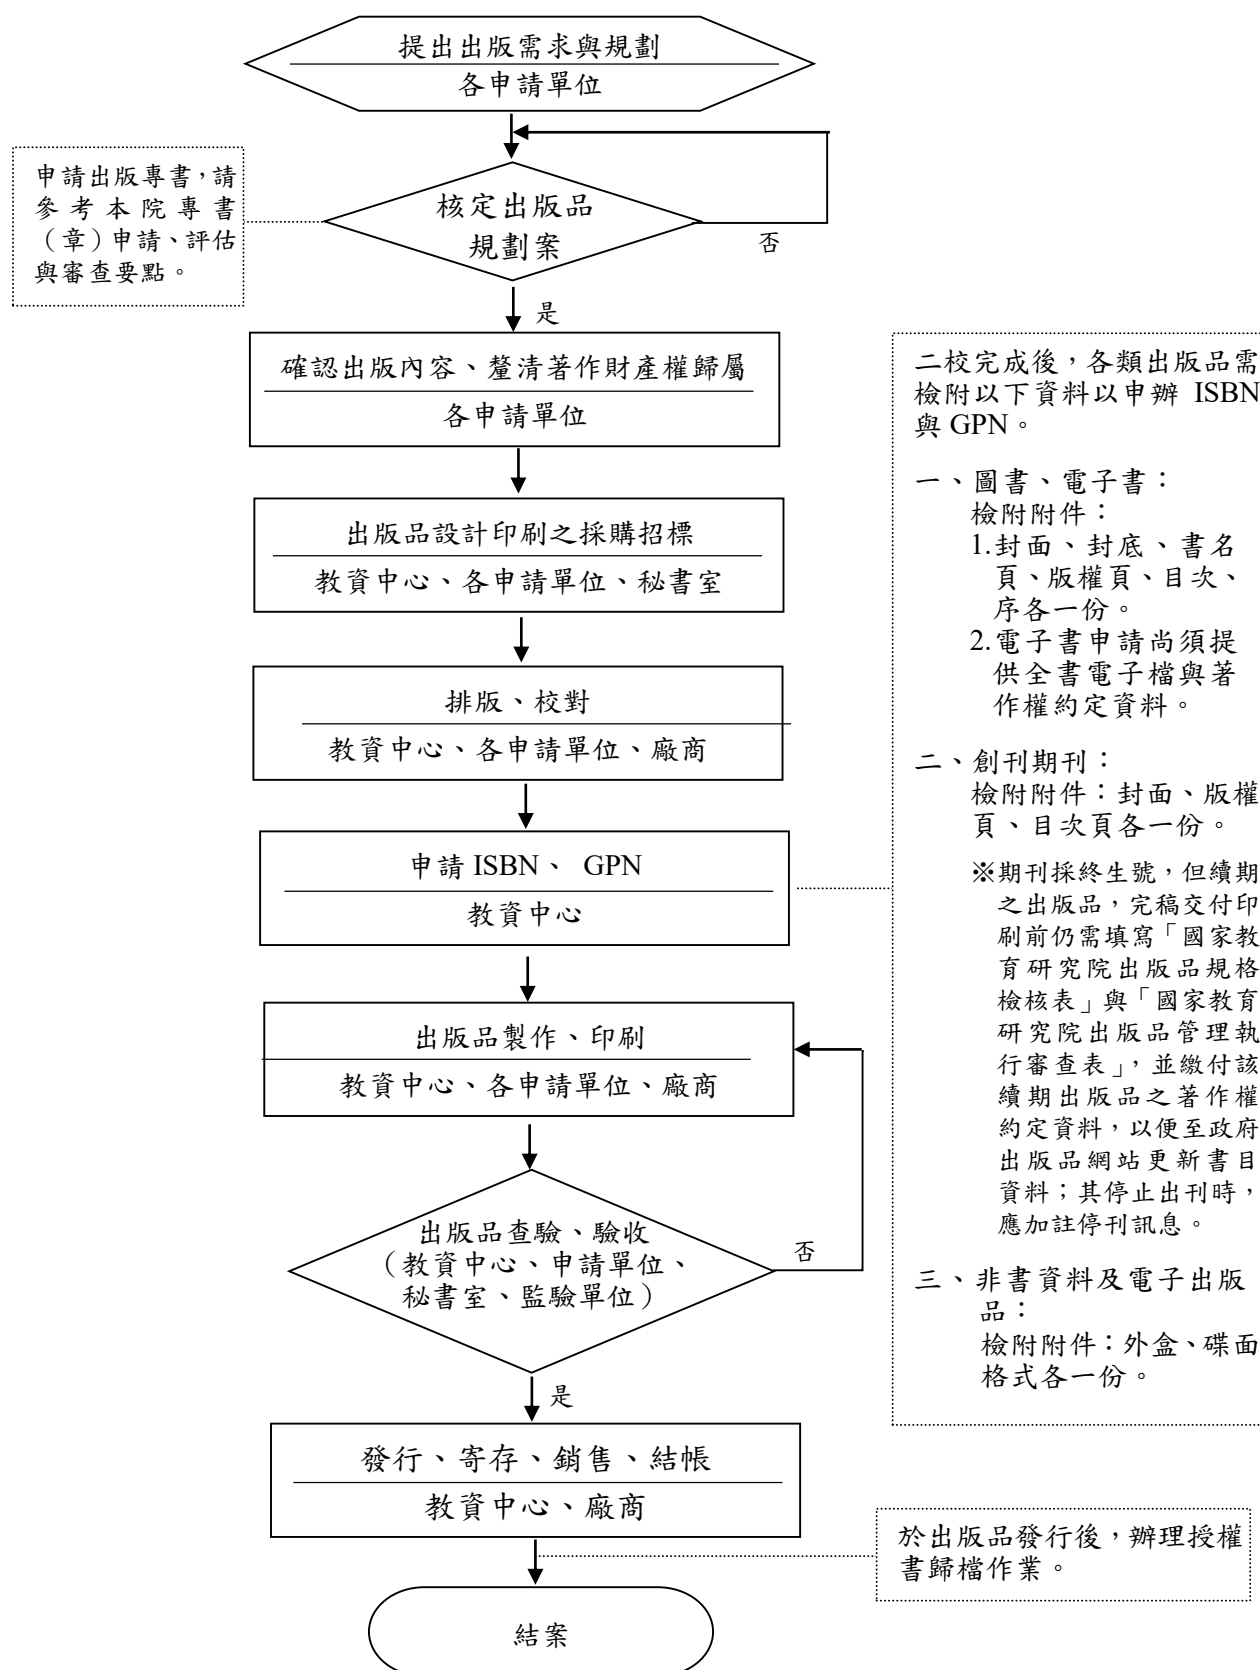 提出出版需求與規劃
各申請單位
申請出版專書，請
參考本院專書
（章）申請、評估
與審查要點。
核定出版品
規劃案
否
是
確認出版內容、釐清著作財產權歸屬
各申請單位
出版品設計印刷之採購招標
教資中心、各申請單位、秘書室
排版、校對
教資中心、各申請單位、廠商
申請 ISBN、 GPN
教資中心
出版品製作、印刷
教資中心、各申請單位、廠商
出版品查驗、驗收
（教資中心、申請單位、
秘書室、監驗單位）
否
是
發行、寄存、銷售、結帳
教資中心、廠商
結案
二校完成後，各類出版品需
檢附以下資料以申辦 ISBN
與 GPN。
一、圖書、電子書：
檢附附件：
1.封面、封底、書名
頁、版權頁、目次、
序各一份。
2.電子書申請尚須提
供全書電子檔與著
作權約定資料。
二、創刊期刊：
檢附附件：封面、版權
頁、目次頁各一份。
※期刊採終生號，但續期
之出版品，完稿交付印
刷前仍需填寫「國家教
育研究院出版品規格
檢核表」與「國家教育
研究院出版品管理執
行審查表」，並繳付該
續期出版品之著作權
約定資料，以便至政府
出版品網站更新書目
資料；其停止出刊時，
應加註停刊訊息。
三、非書資料及電子出版
品：
檢附附件：外盒、碟面
格式各一份。
於出版品發行後，辦理授權
書歸檔作業。